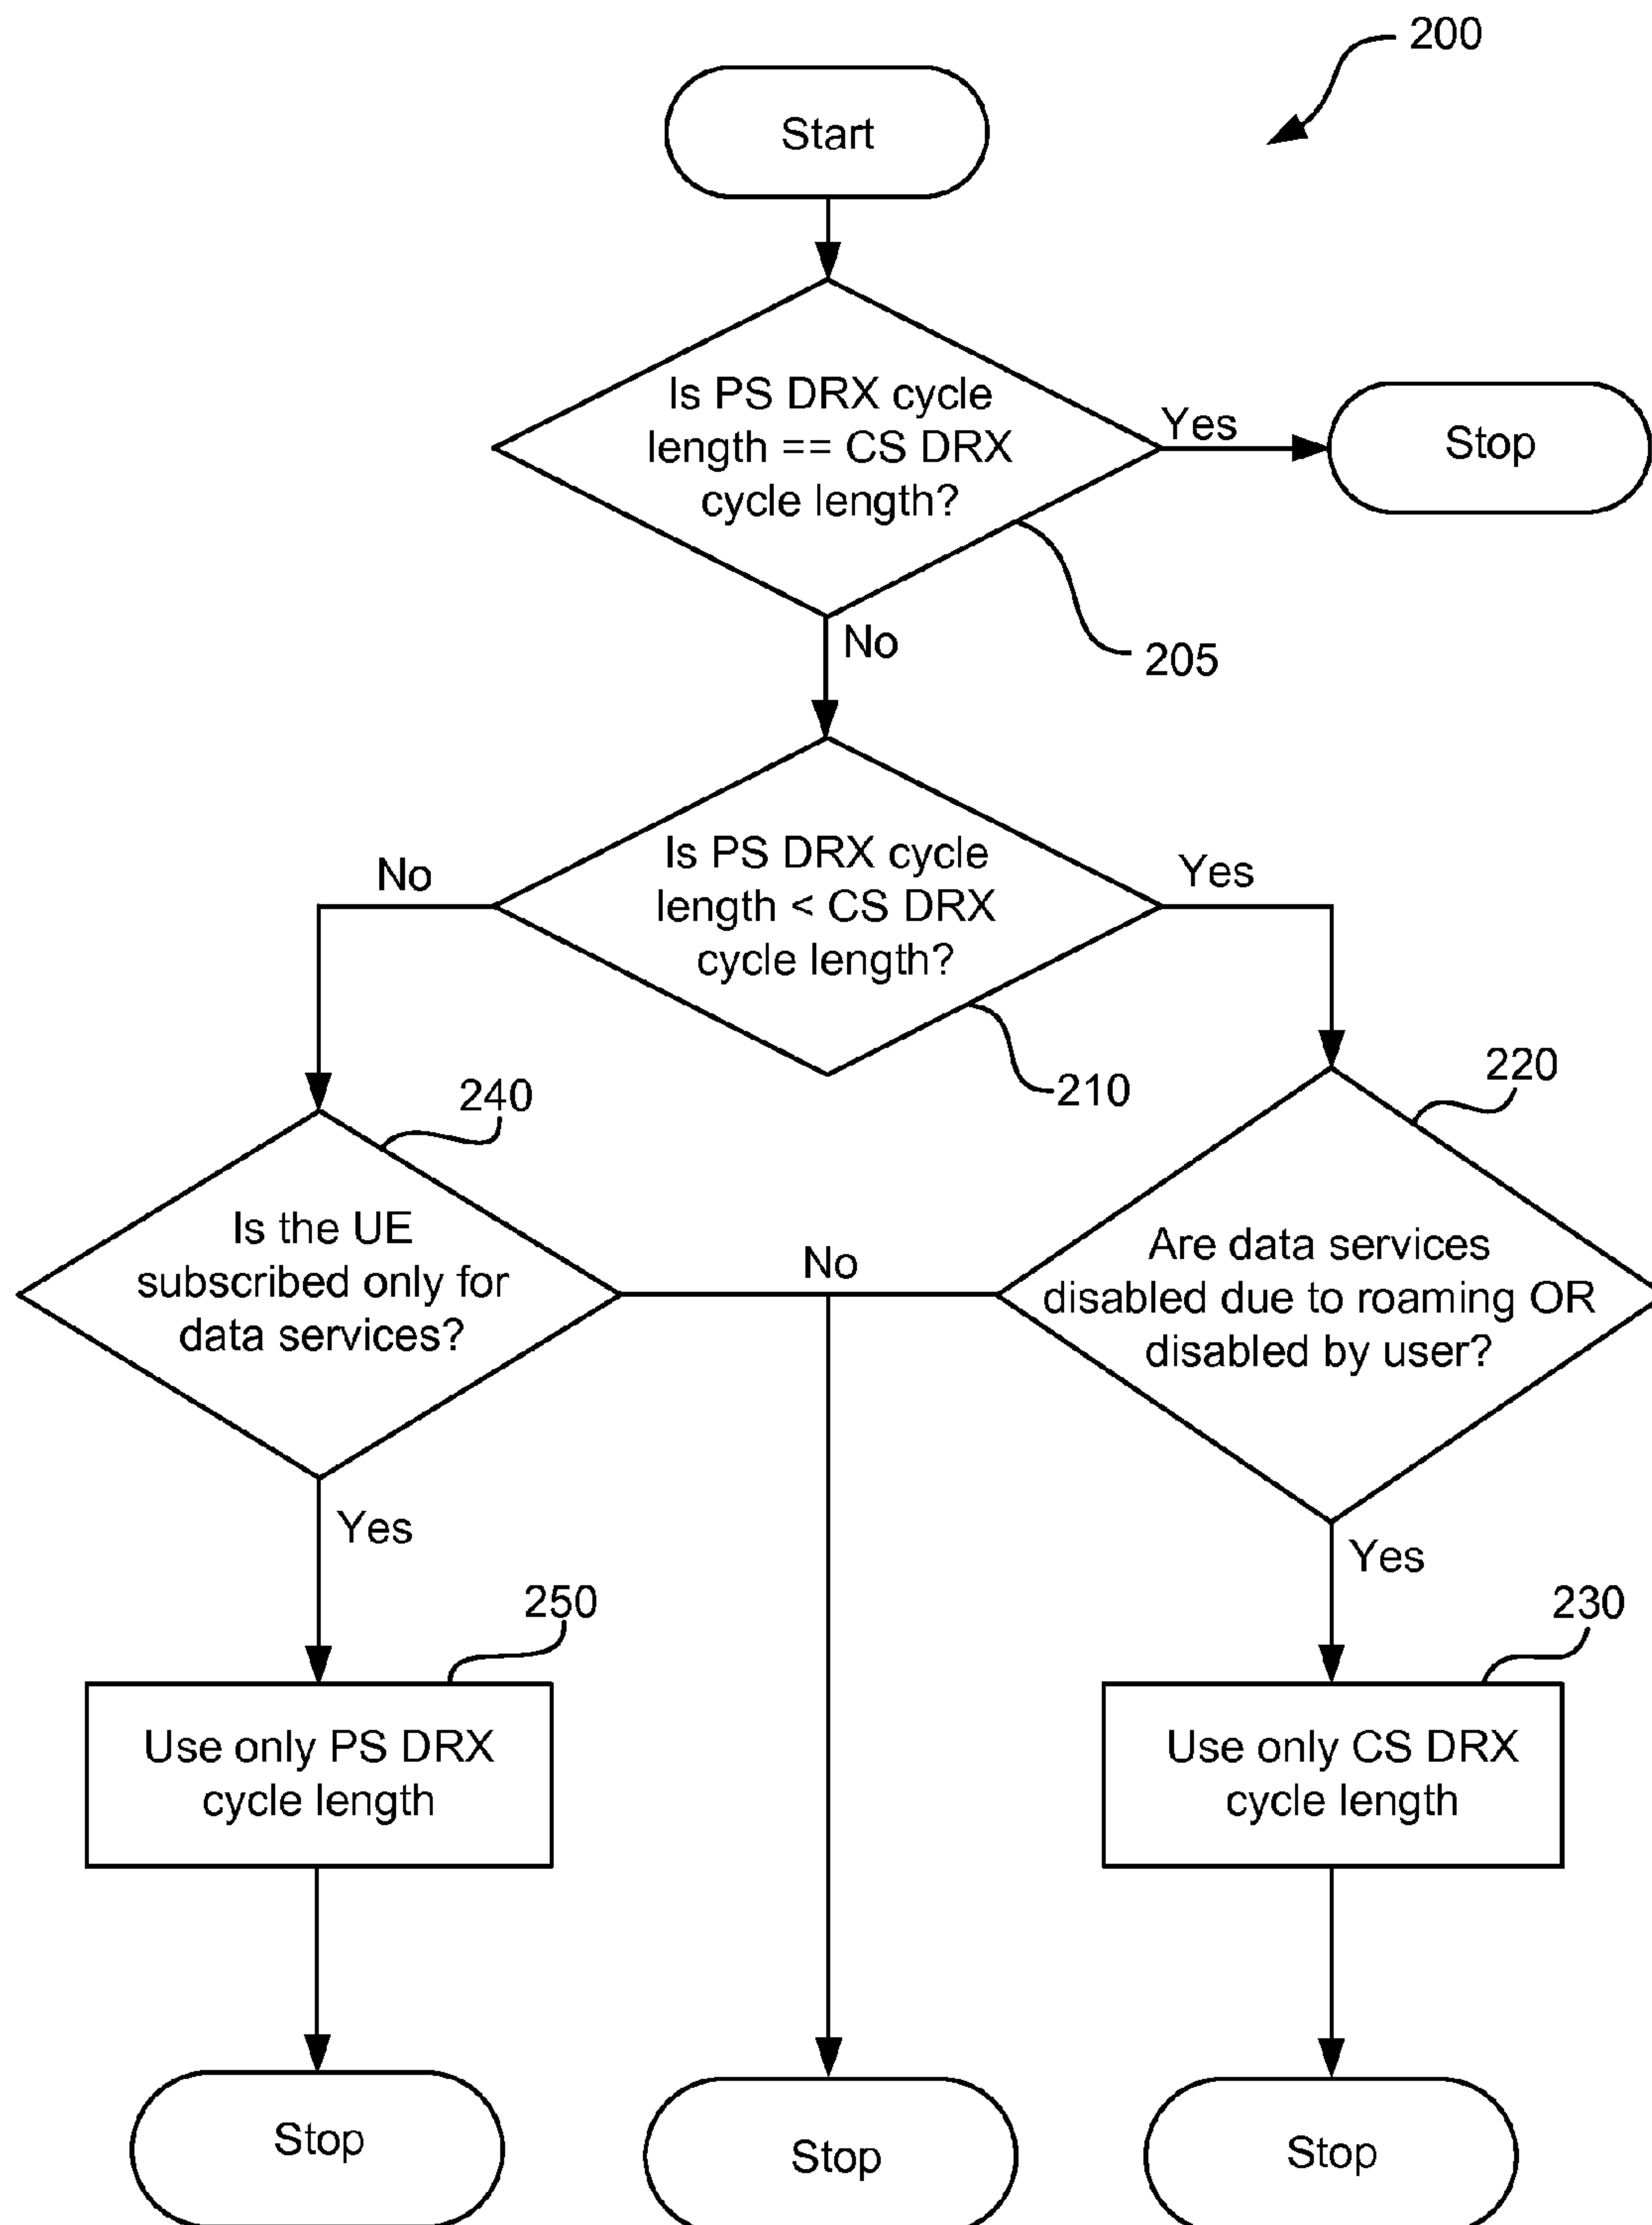 200
Start
Is PS DRX cycle
length == CS DRX
cycle length?
Yes
Stop
No
205
Is PS DRX cycle
length < CS DRX
cycle length?
No
Yes
210
220
240
Is the UE
subscribed only for
data services?
No
Are data services
disabled due to roaming OR
disabled by user?
Yes
Yes
250
230
Use only PS DRX
cycle length
Use only CS DRX
cycle length
Stop
Stop
Stop